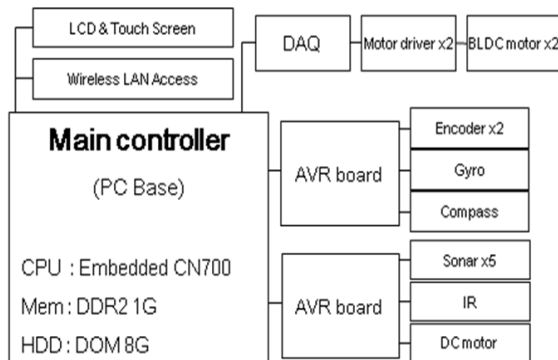 LCD & Touch Screen
Wireless LAN Access
DAQ
Motor driver x2
BLDC motor x2
Main controller
(PC Base)
CPU : Embedded CN700
Mem : DDR2 1G
HDD : DOM 8G
AVR board
Encoder x2
Gyro
Compass
AVR board
Sonar x5
IR
DC motor